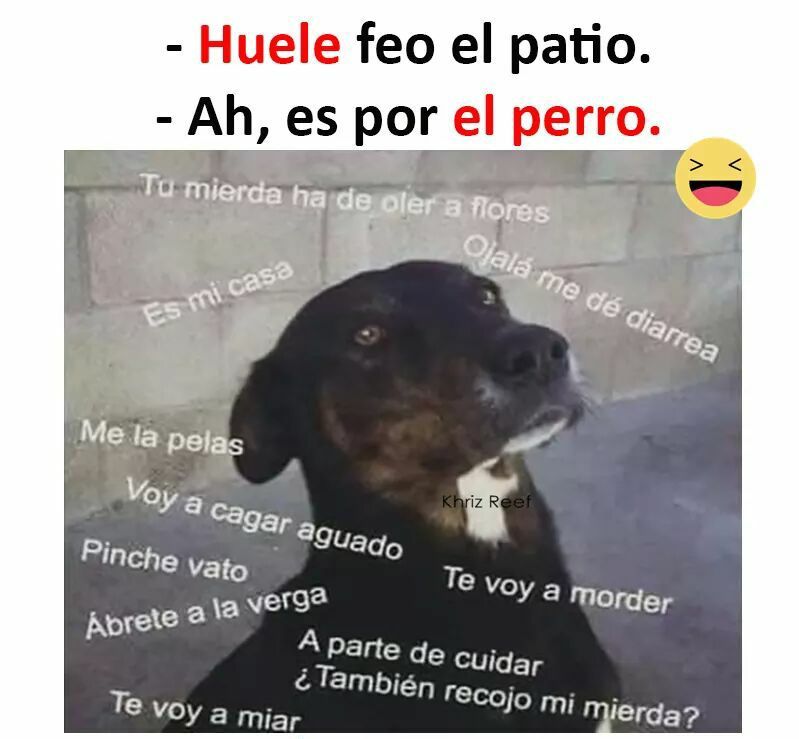 - Huele feo el patio.
- Ah, es por el perro.
Tu mierda ha de oler a flores
Ojalá me dé diarrea
Es mi casa
Me la pelas
Khriz Reef
Voy a cagar aguado
Pinche vato
Te voy a morder
Ábrete a la verga
A parte de cuidar
¿También recojo mi mierda?
Te voy a miar